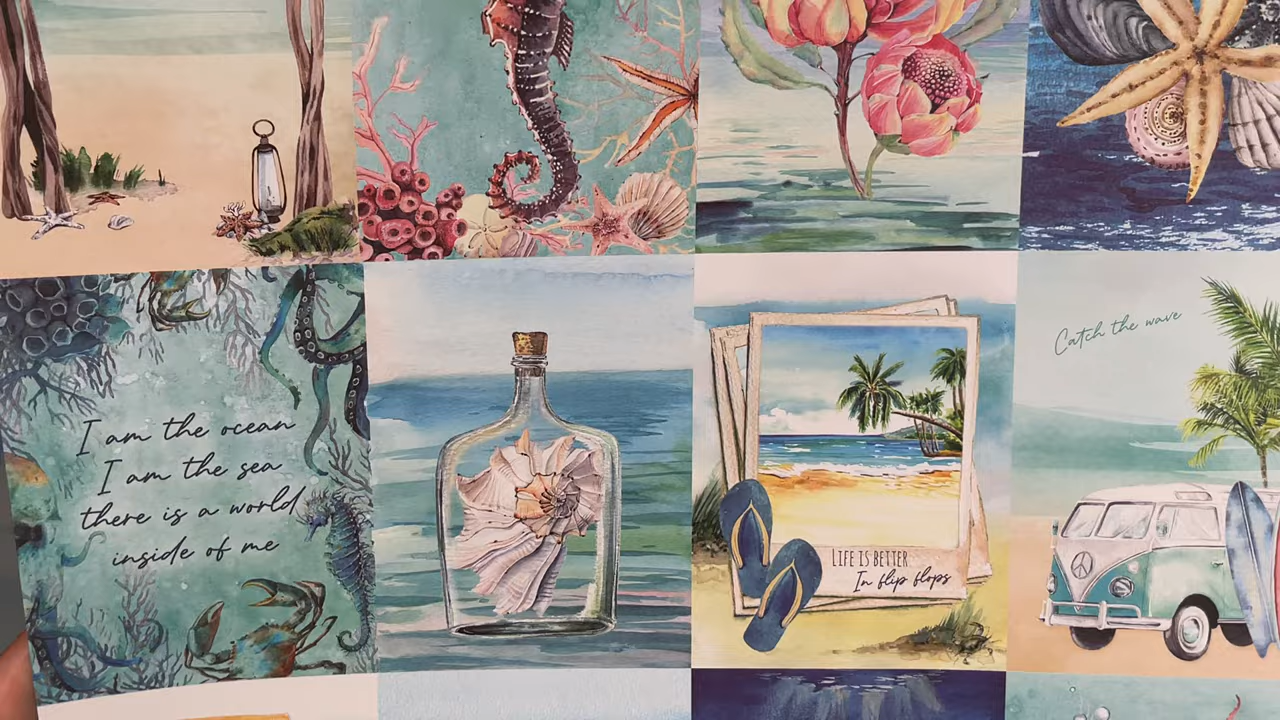 I am the ocean
I am the sea
there is a world
inside of me
LIFE IS BETTER
In flip flops
Catch the wave